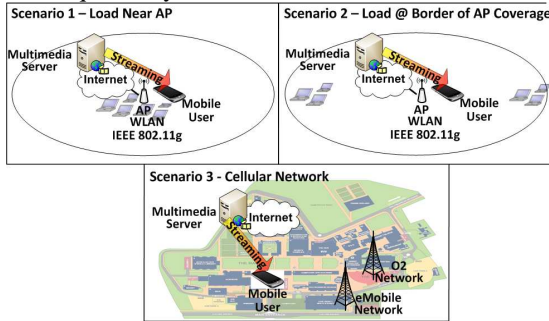 Scenario 1 – Load Near AP
Multimedia
Server
Streaming
Internet
AP
WLAN
IEEE 802.11g
Mobile
User
Scenario 2 – Load @ Border of AP Coverage
Multimedia
Server
Streaming
Internet
AP
WLAN
IEEE 802.11g
Mobile
User
Scenario 3 - Cellular Network
Multimedia
Server
Internet
Streaming
Mobile
User
O2
Network
eMobile
Network